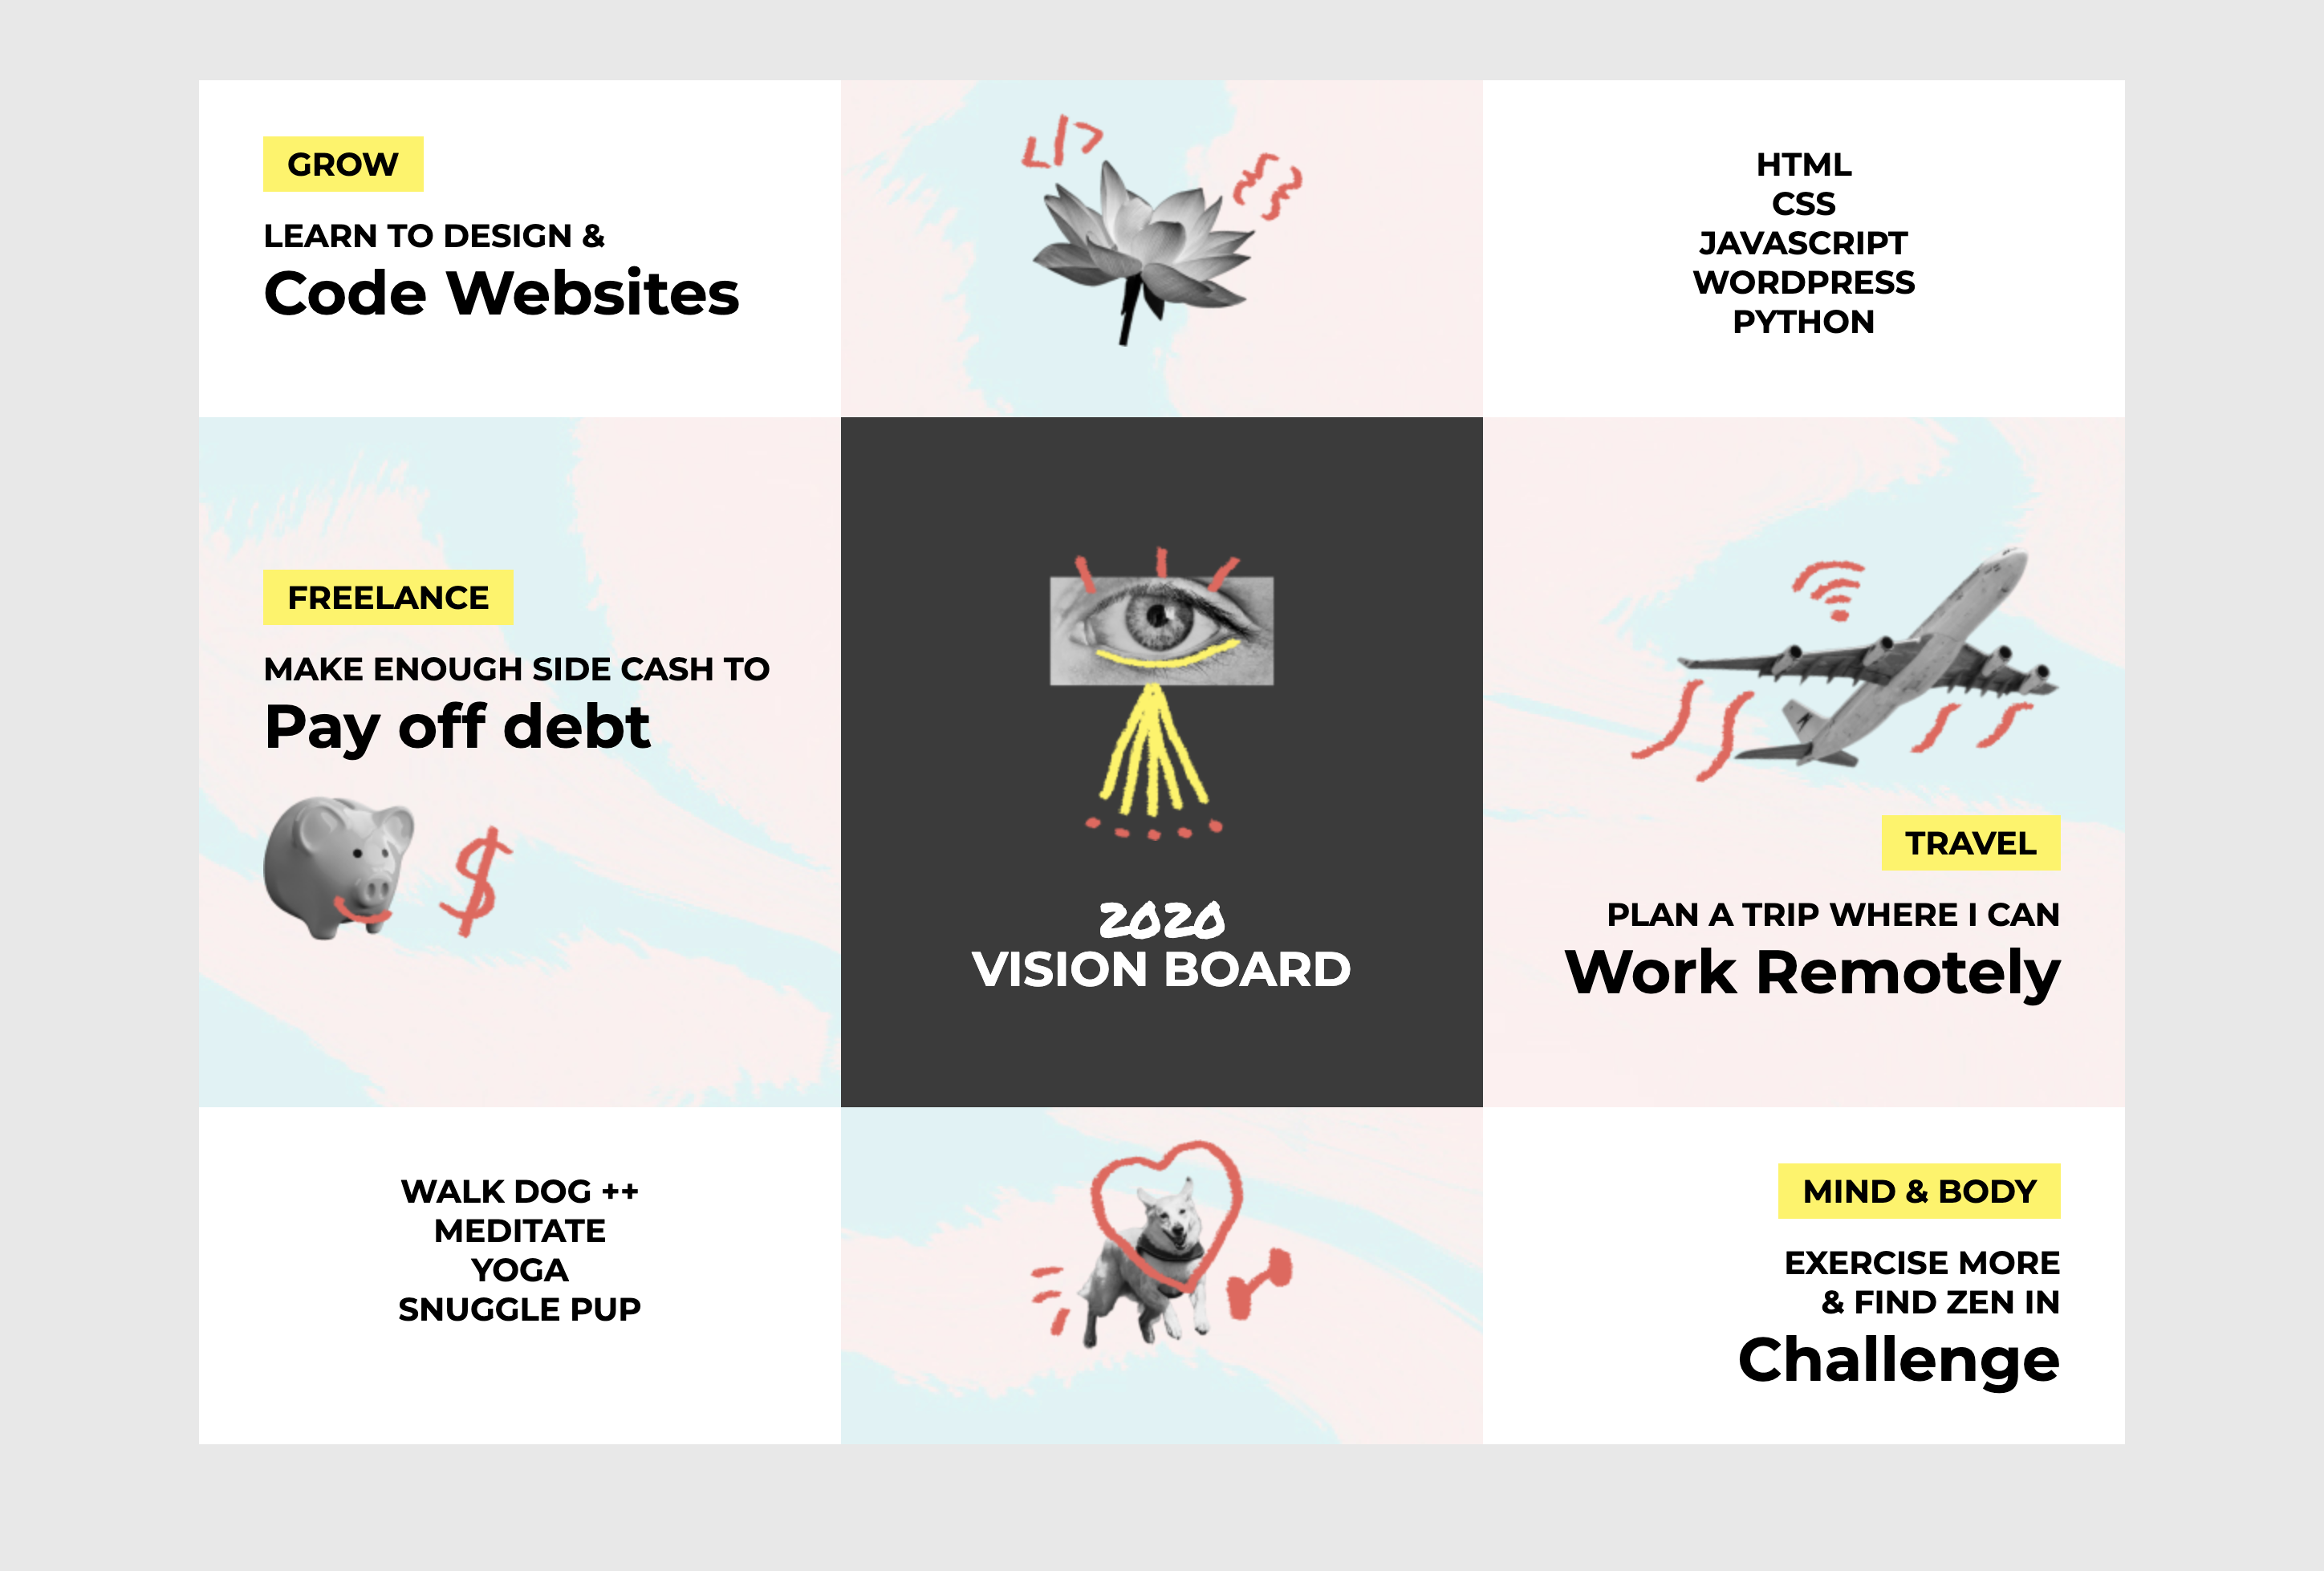 GROW
LEARN TO DESIGN &
Code Websites
</>
{ }
HTML
CSS
JAVASCRIPT
WORDPRESS
PYTHON
FREELANCE
MAKE ENOUGH SIDE CASH TO
Pay off debt
$
2020
VISION BOARD
TRAVEL
PLAN A TRIP WHERE I CAN
Work Remotely
WALK DOG ++
MEDITATE
YOGA
SNUGGLE PUP
MIND & BODY
EXERCISE MORE
& FIND ZEN IN
Challenge